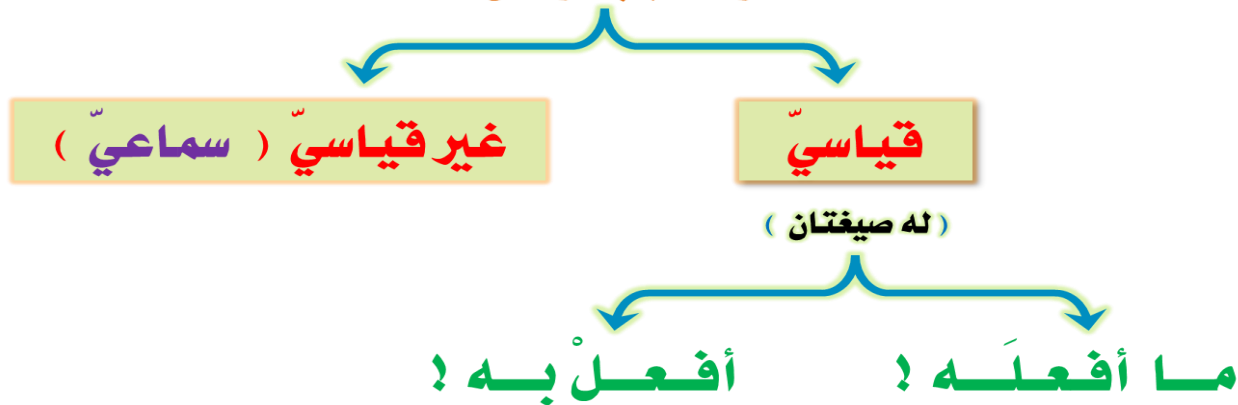 قياسيّ
غير قياسيّ ( سماعيّ )
( له صيغتان )
ما أفعلَه !
أفعلْ به !